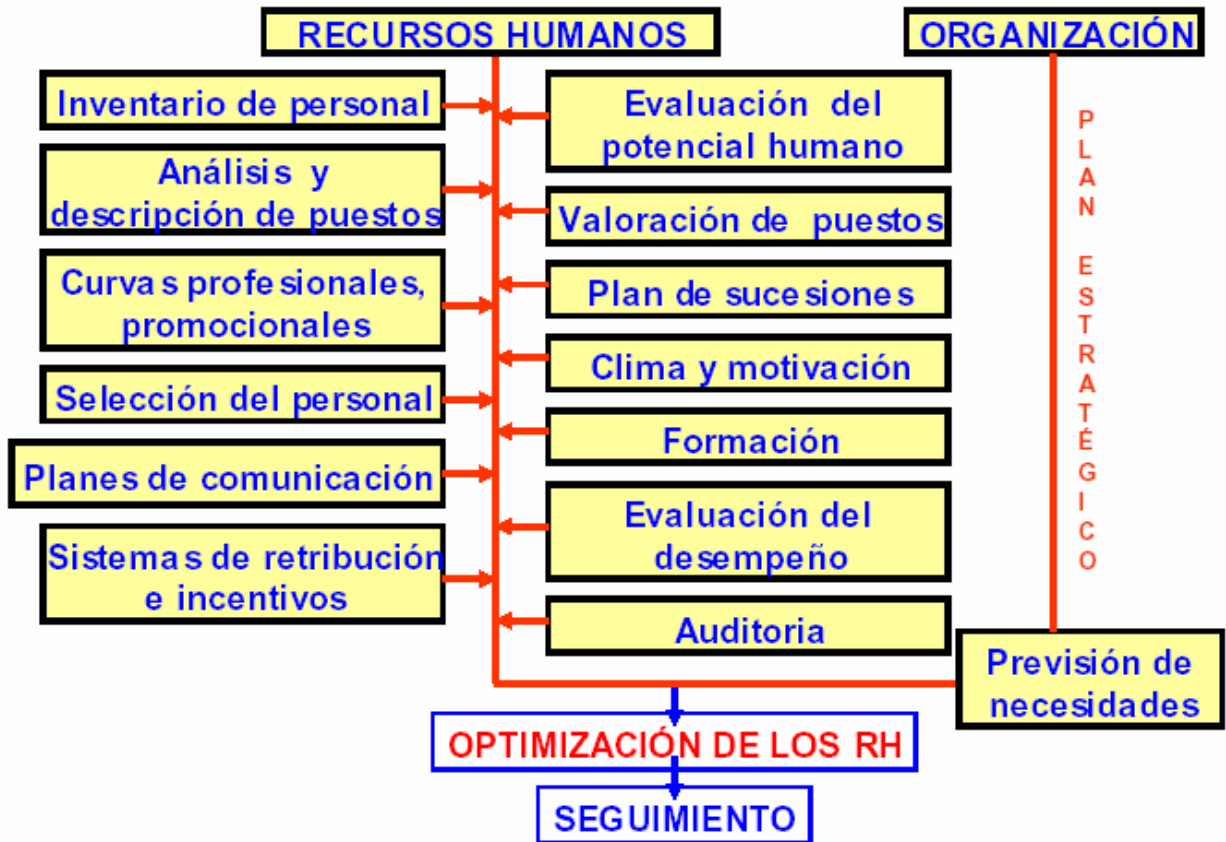 RECURSOS HUMANOS
ORGANIZACIÓN
Inventario de personal
Análisis y
descripción de puestos
Curvas profesionales,
promocionales
Selección del personal
Planes de comunicación
Sistemas de retribución
e incentivos
Evaluación del
potencial humano
Valoración de puestos
Plan de sucesiones
Clima y motivación
Formación
Evaluación del
desempeño
Auditoria
PLAN ESTRATÉGICO
Previsión de
necesidades
OPTIMIZACIÓN DE LOS RH
SEGUIMIENTO